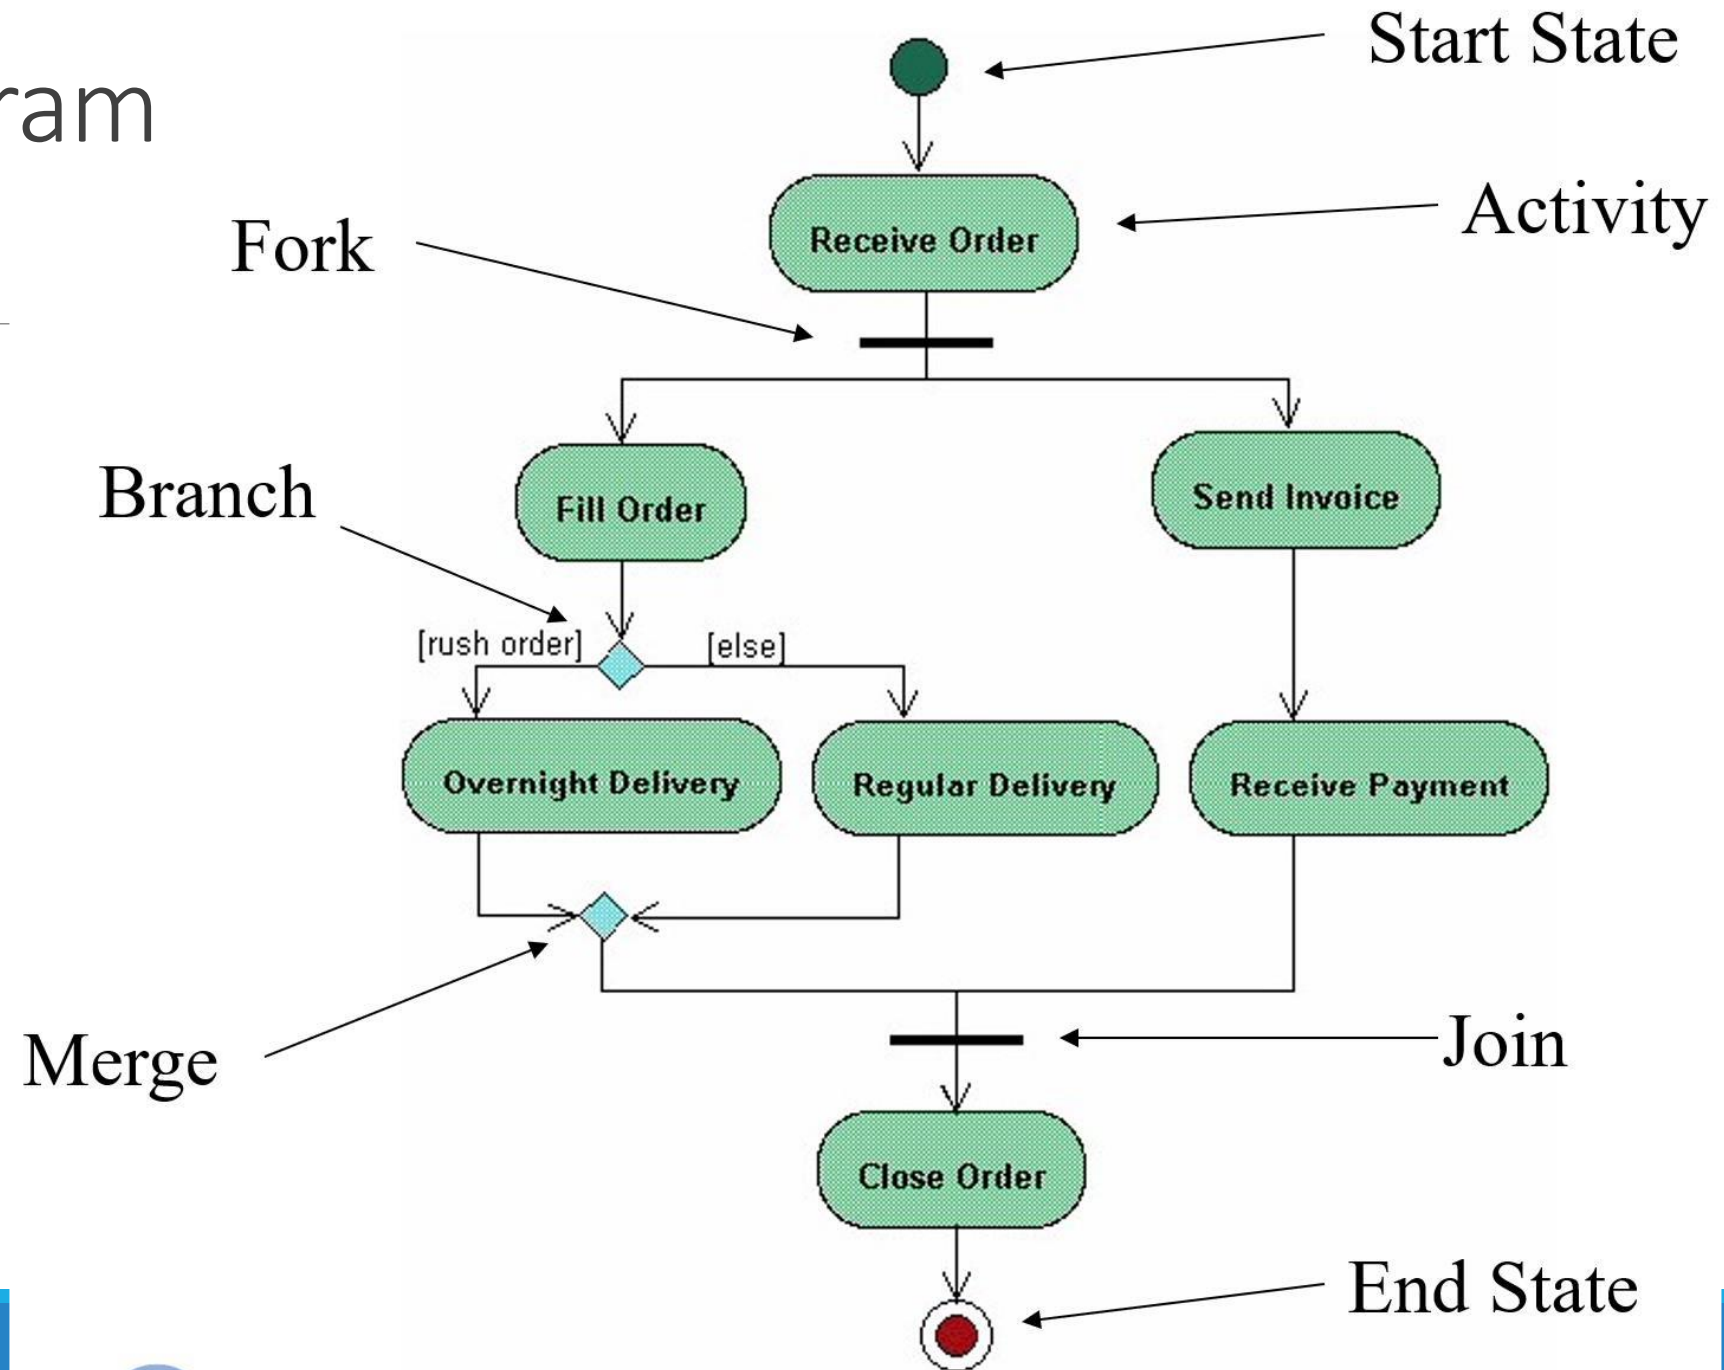 ram
Start State
Activity
Receive Order
Fork
Branch
Fill Order
Send Invoice
[rush order]
[else]
Overnight Delivery
Regular Delivery
Receive Payment
Merge
Join
Close Order
End State